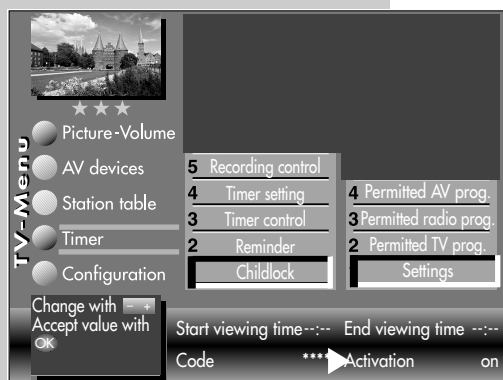 TV-Menu
Picture-Volume
AV devices
Station table
Timer
Configuration
5 Recording control
4 Timer setting
3 Timer control
2 Reminder
Childlock
4 Permitted AV prog.
3 Permitted radio prog.
2 Permitted TV prog.
Settings
Change with - +
Accept value with
OK
Start viewing time --:-- End viewing time --:--
Code **** Activation on